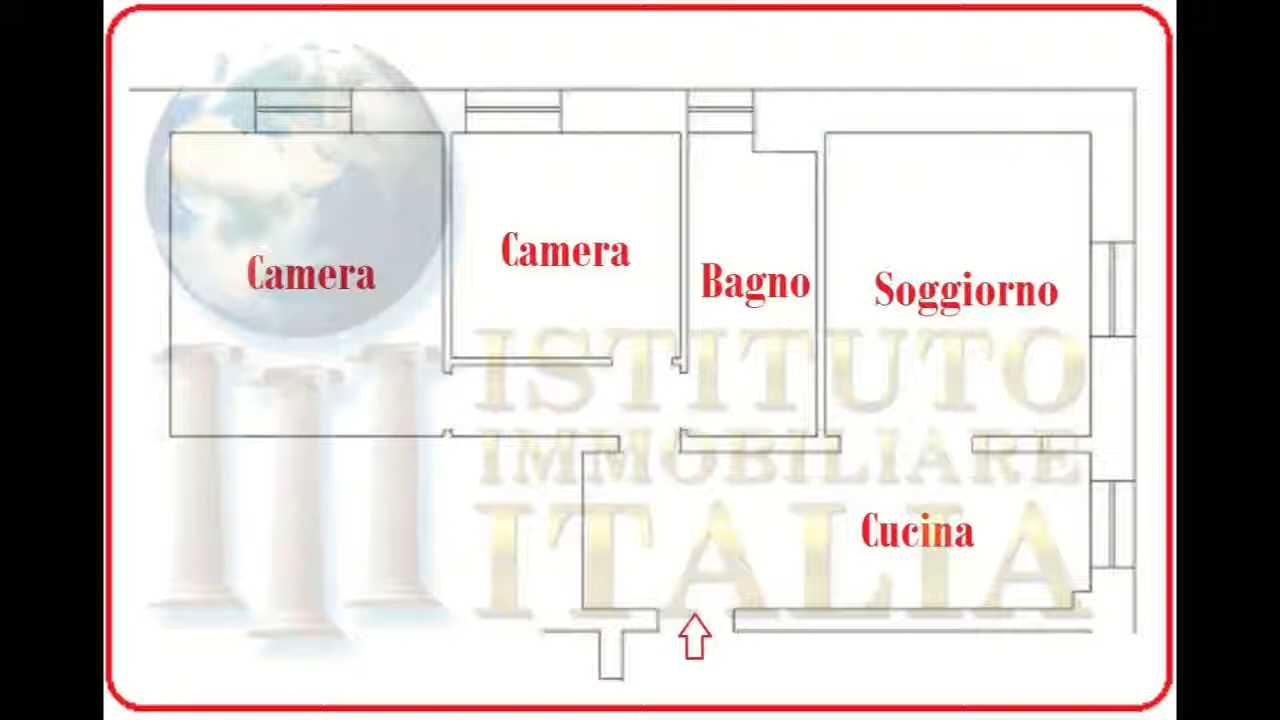 Camera
Camera
Bagno
Soggiorno
Cucina
ISTITUTO
IMMOBILIARE
ITALIA